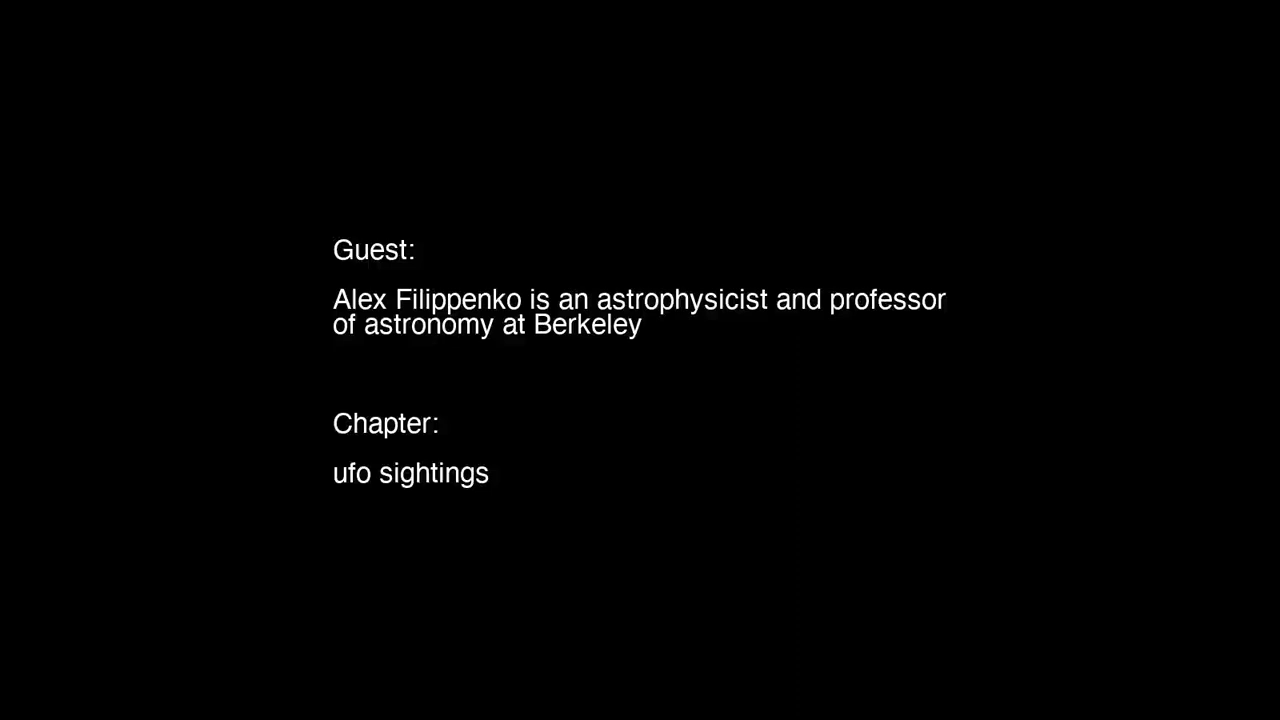 Guest:
Alex Filippenko is an astrophysicist and professor
of astronomy at Berkeley
Chapter:
ufo sightings